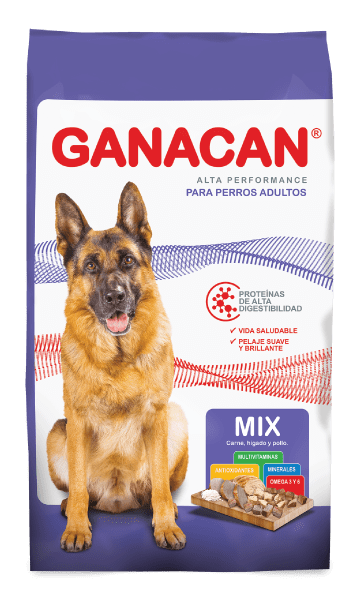 GANACAN®
ALTA PERFORMANCE
PARA PERROS ADULTOS
PROTEÍNAS
DE ALTA
DIGESTIBILIDAD
✓ VIDA SALUDABLE
✓ PELAJE SUAVE
Y BRILLANTE
MIX
Carne, hígado y pollo.
MULTIVITAMINAS
ANTIOXIDANTES
MINERALES
OMEGA 3 Y 6